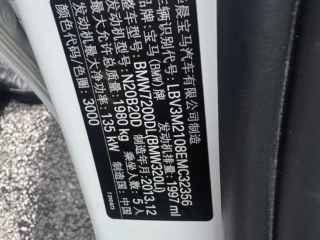 华晨宝马汽车有限公司制造
车辆识别代号: LBV3M2108EMC32356
品牌: 宝马(BMW)牌 发动机排量: 1997 ml
BMW7200DL(BMW320Li)
整车型号: 
发动机型号: N20B20D 制造年月: 2013.12
最大允许总质量: 1980 kg 乘坐人数: 5人
发动机最大净功率: 135 kW 制造国: 中国
颜色代码/色圈: 3000